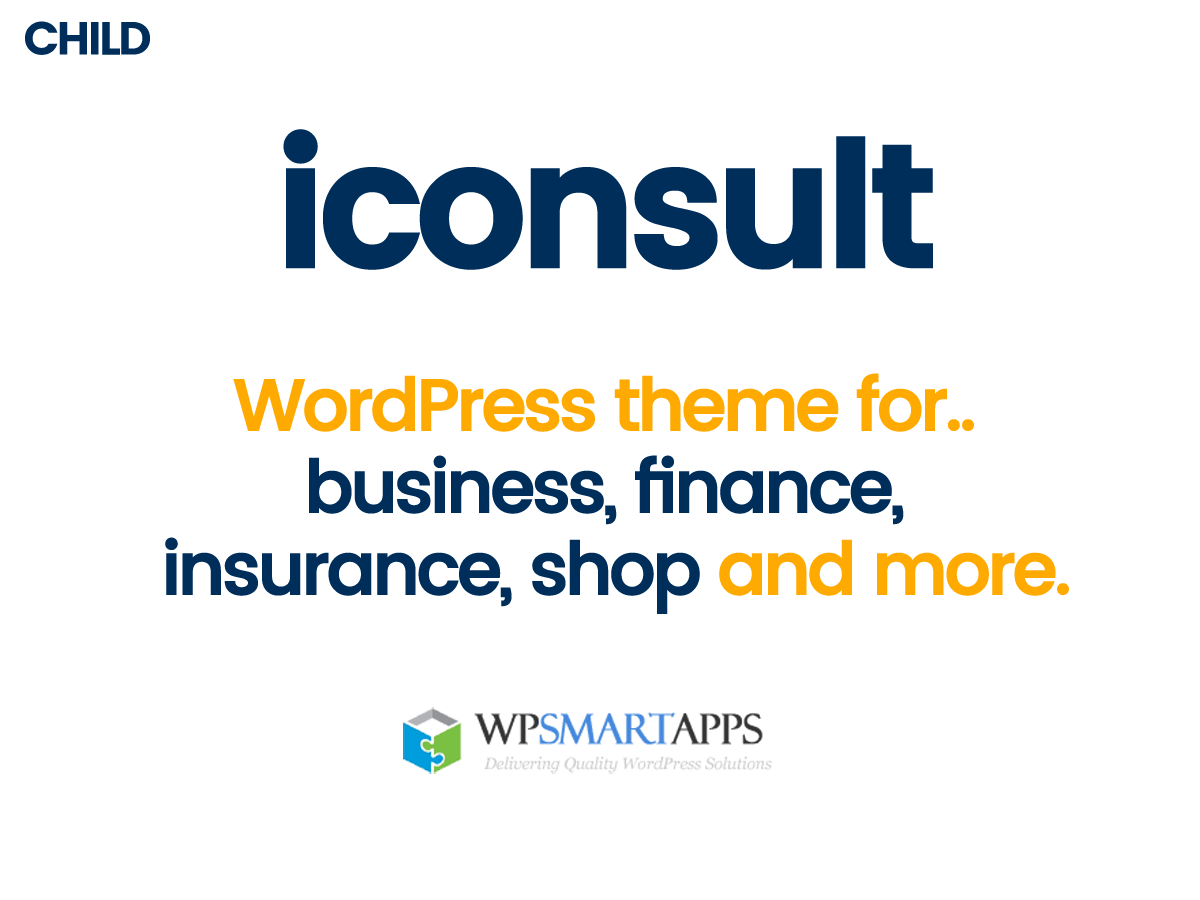 CHILD
iconsult
WordPress theme for..
business, finance,
insurance, shop and more.
WPSMARTAPPS
Delivering Quality WordPress Solutions